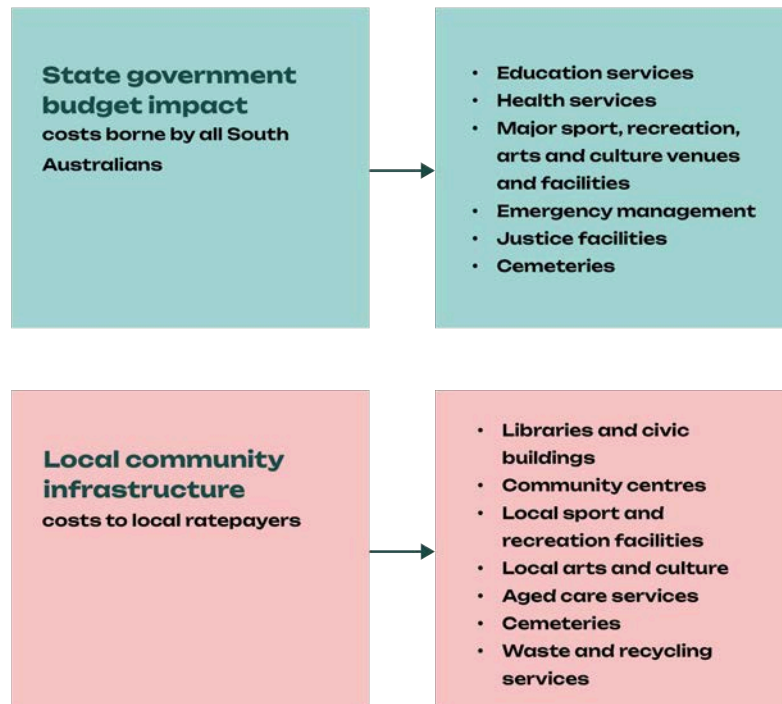 State government
budget impact
costs borne by all South
Australians
• Education services
• Health services
• Major sport, recreation,
arts and culture venues
and facilities
• Emergency management
• Justice facilities
• Cemeteries
Local community
infrastructure
costs to local ratepayers
• Libraries and civic
buildings
• Community centres
• Local sport and
recreation facilities
• Local arts and culture
• Aged care services
• Cemeteries
• Waste and recycling
services